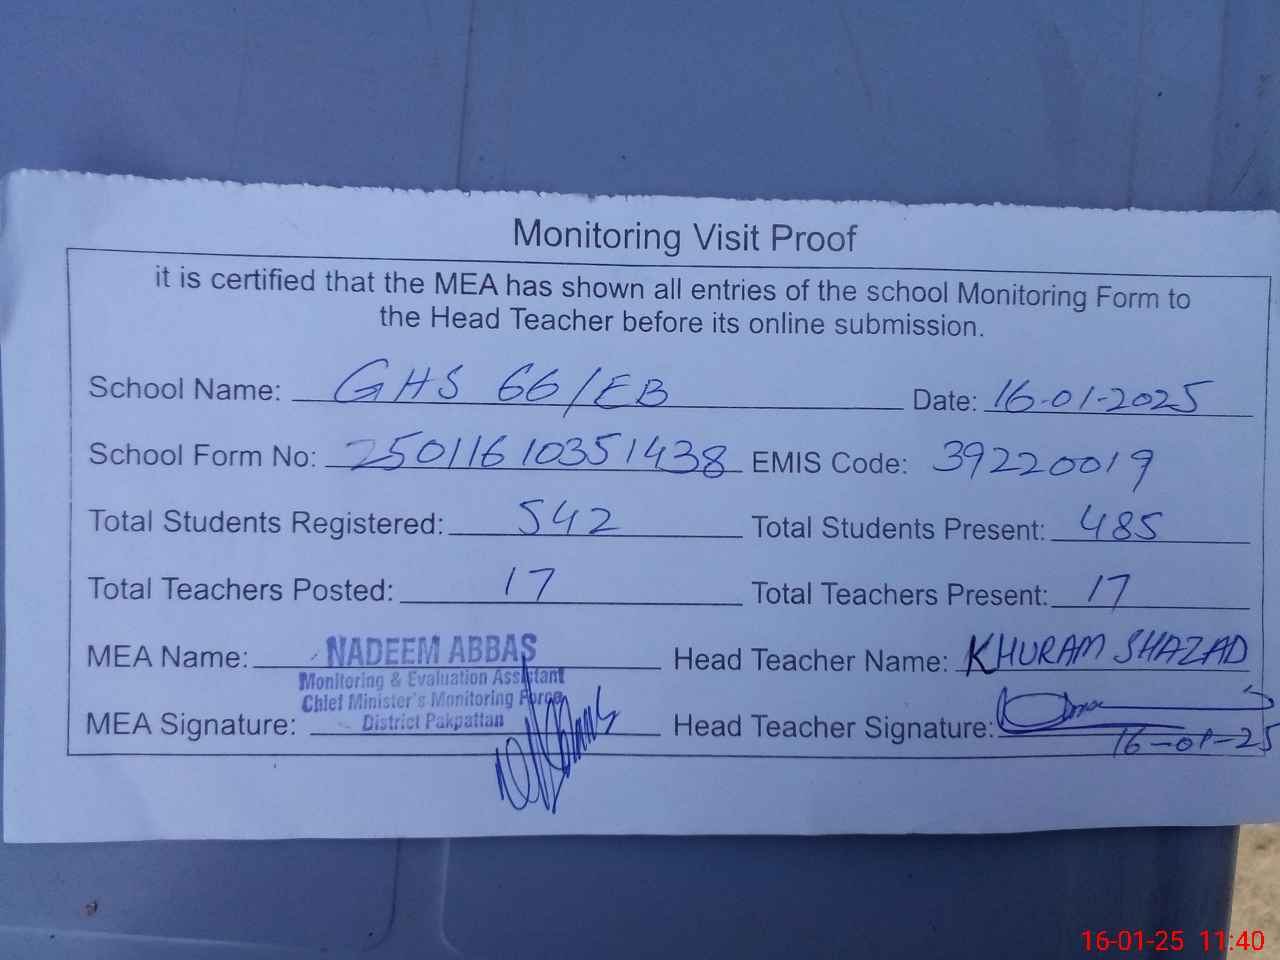 Monitoring Visit Proof
it is certified that the MEA has shown all entries of the school Monitoring Form to
the Head Teacher before its online submission.
School Name: GHS 66/EB Date: 16-01-2025
School Form No: 25011610351438 EMIS Code: 39220019
Total Students Registered: 542 Total Students Present: 485
Total Teachers Posted: 17 Total Teachers Present: 17
MEA Name: NADEEM ABBAS Head Teacher Name: KHURAM SHAZAD
Monitoring & Evaluation Assistant
Chief Minister's Monitoring Force
District Pakpattan
MEA Signature: Head Teacher Signature:
16-01-25
16-01-25 11:40